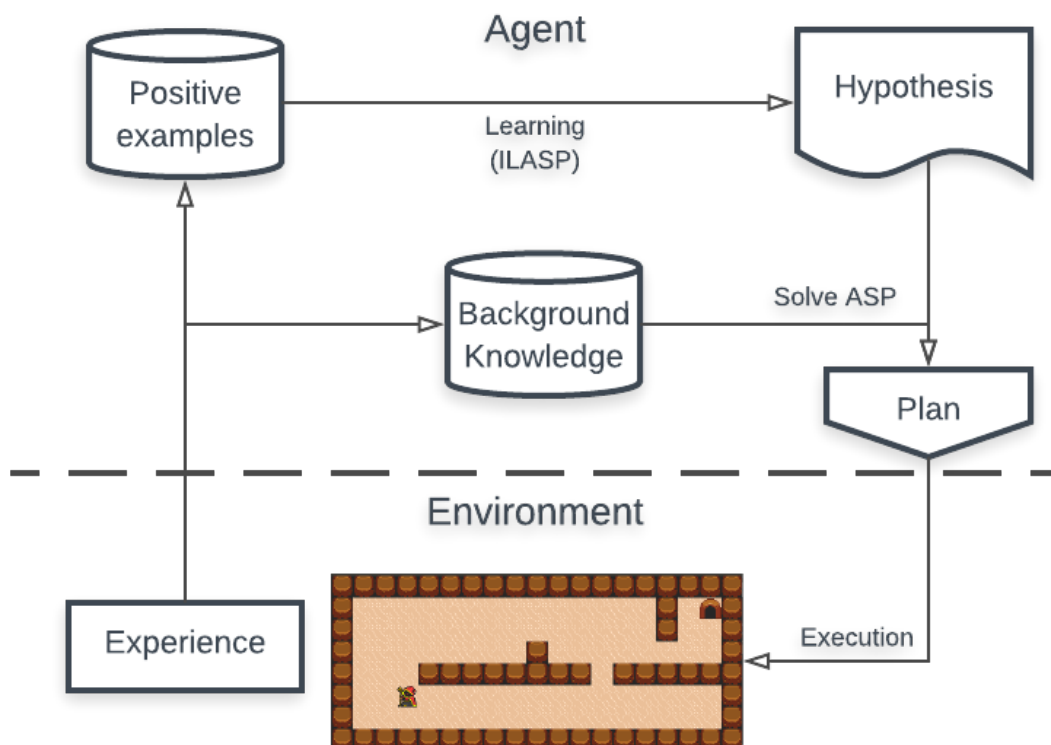 Agent
Positive
examples
Hypothesis
Learning
(ILASP)
Background
Knowledge
Solve ASP
Plan
Environment
Experience
Execution